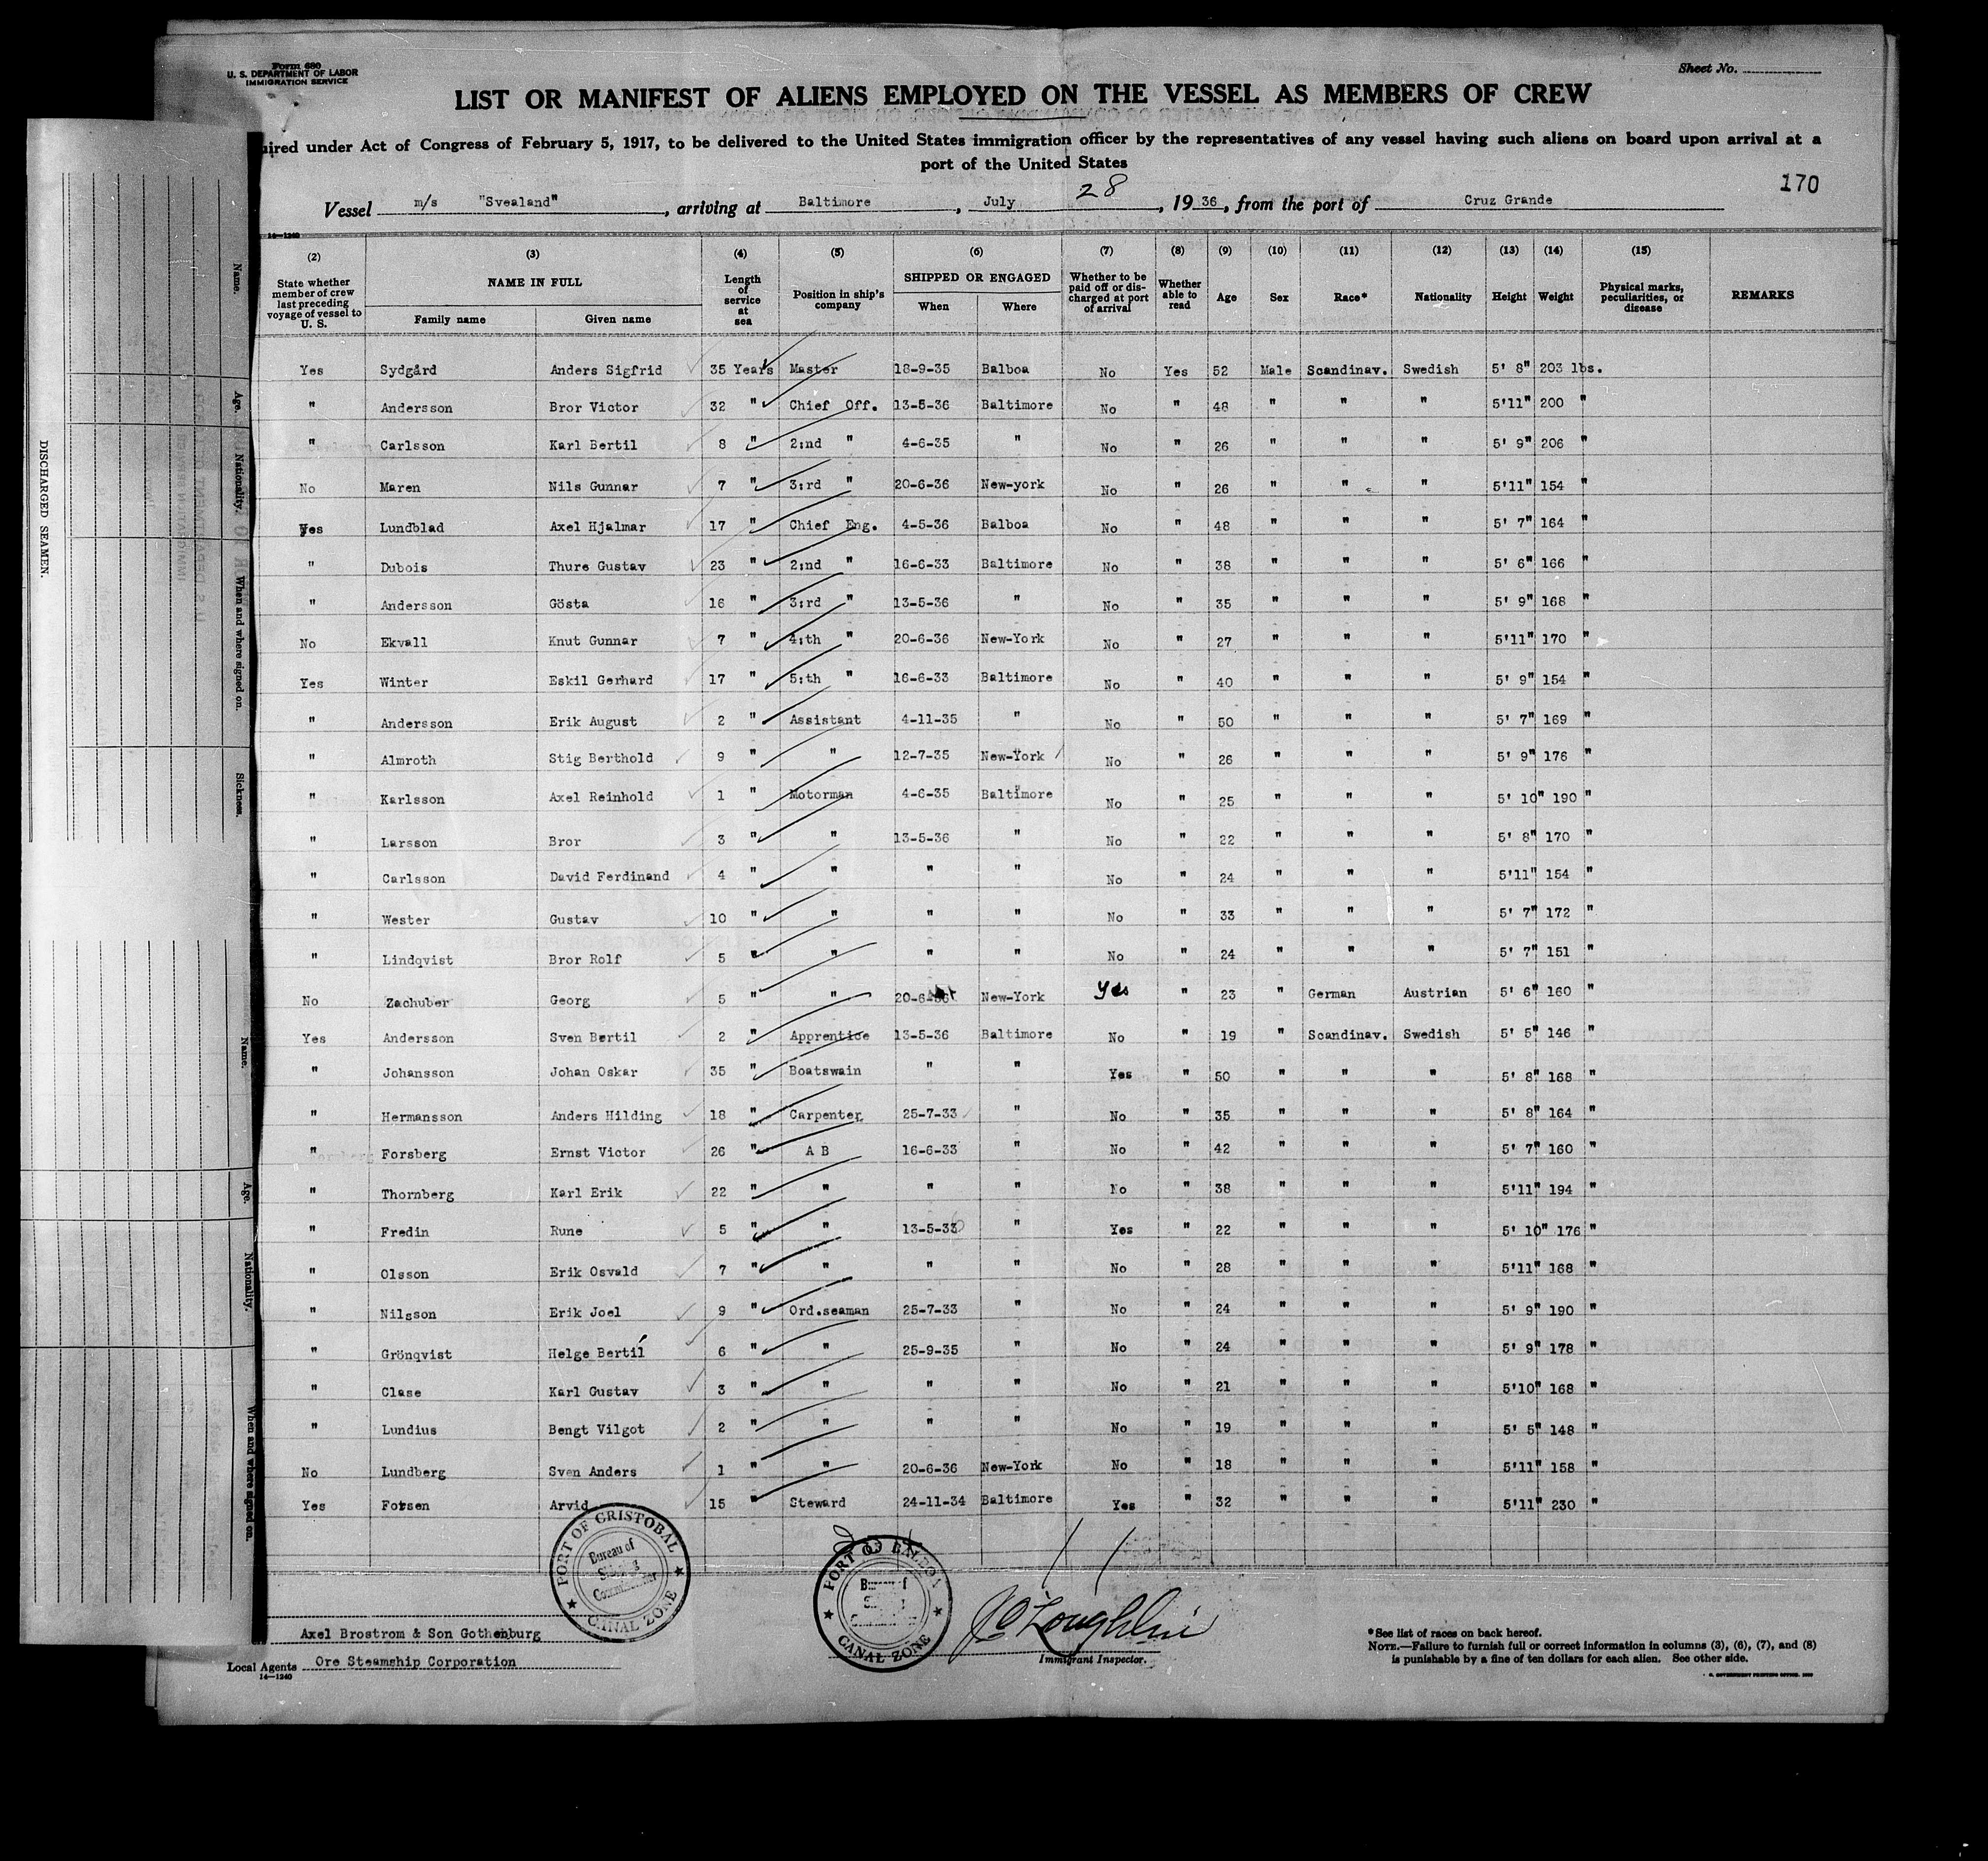 Form 680
U. S. DEPARTMENT OF LABOR
IMMIGRATION SERVICE
Sheet No.
LIST OR MANIFEST OF ALIENS EMPLOYED ON THE VESSEL AS MEMBERS OF CREW
uired under Act of Congress of February 5, 1917, to be delivered to the United States immigration officer by the representatives of any vessel having such aliens on board upon arrival at a
port of the United States
170
Vessel m/s "Svealand", arriving at Baltimore, July 28, 1936, from the port of Cruz Grande
14—1240
(2) (3) (4) (5) (6) (7) (8) (9) (10) (11) (12) (13) (14) (15)
State whether member of crew last preceding voyage of vessel to U. S. NAME IN FULL Family name Given name Length of service at sea Position in ship's company SHIPPED OR ENGAGED When Where Whether to be paid off or discharged at port of arrival Whether able to read Age Sex Race* Nationality Height Weight Physical marks, peculiarities, or disease REMARKS
Yes Sydgård Anders Sigfrid 35 Years Master 18-9-35 Balboa No Yes 52 Male Scandinav. Swedish 5' 8" 203 lbs.
" Andersson Bror Victor 32 " Chief Off. 13-5-36 Baltimore No " 48 " " " 5'11" 200 "
" Carlsson Karl Bertil 8 " 2:nd " 4-6-35 " No " 26 " " " 5' 9" 206 "
No Maren Nils Gunnar 7 " 3:rd " 20-6-36 New-york No " 26 " " " 5'11" 154 "
Yes Lundblad Axel Hjalmar 17 " Chief Eng. 4-5-36 Balboa No " 48 " " " 5' 7" 164 "
" Dubois Thure Gustav 23 " 2:nd " 16-6-33 Baltimore No " 38 " " " 5' 6" 166 "
" Andersson Gösta 16 " 3:rd " 13-5-36 " No " 35 " " " 5' 9" 168 "
No Ekvall Knut Gunnar 7 " 4:th " 20-6-36 New-York No " 27 " " " 5'11" 170 "
Yes Winter Eskil Gerhard 17 " 5:th " 16-6-33 Baltimore No " 40 " " " 5' 9" 154 "
" Andersson Erik August 2 " Assistant 4-11-35 " No " 50 " " " 5' 7" 169 "
" Almroth Stig Berthold 9 " " 12-7-35 New-York No " 26 " " " 5' 9" 176 "
" Karlsson Axel Reinhold 1 " Motorman 4-6-35 Baltimore No " 25 " " " 5' 10" 190 "
" Larsson Bror 3 " " 13-5-36 " No " 22 " " " 5' 8" 170 "
" Carlsson David Ferdinand 4 " " " " No " 24 " " " 5'11" 154 "
" Wester Gustav 10 " " " " No " 33 " " " 5' 7" 172 "
" Lindqvist Bror Rolf 5 " " " " No " 24 " " " 5' 7" 151 "
No Zachuber Georg 5 " " 20-6-36 New-York Yes " 23 " German Austrian 5' 6" 160 "
Yes Andersson Sven Bertil 2 " Apprentice 13-5-36 Baltimore No " 19 " Scandinav. Swedish 5' 5" 146 "
" Johansson Johan Oskar 35 " Boatswain " " Yes " 50 " " " 5' 8" 168 "
" Hermansson Anders Hilding 18 " Carpenter 25-7-33 " No " 35 " " " 5' 8" 164 "
" Forsberg Ernst Victor 26 " A B 16-6-33 " No " 42 " " " 5' 7" 160 "
" Thornberg Karl Erik 22 " " " " No " 38 " " " 5'11" 194 "
" Fredin Rune 5 " " 13-5-36 " Yes " 22 " " " 5' 10" 176 "
" Olsson Erik Osvald 7 " " " " No " 28 " " " 5'11" 168 "
" Nilgson Erik Joel 9 " Ord.seaman 25-7-33 " No " 24 " " " 5' 9" 190 "
" Grönqvist Helge Bertil 6 " " 25-9-35 " No " 24 " " " 5' 9" 178 "
" Clase Karl Gustav 3 " " " " No " 21 " " " 5'10" 168 "
" Lundius Bengt Vilgot 2 " " " " No " 19 " " " 5' 5" 148 "
No Lundberg Sven Anders 1 " " 20-6-36 New-York No " 18 " " " 5'11" 158 "
Yes Forsen Arvid 15 " Steward 24-11-34 Baltimore Yes " 32 " " " 5'11" 230 "
PORT OF CRISTOBAL
Bureau of
CANAL ZONE
PORT OF BALBOA
CANAL ZONE
Axel Brostrom & Son Gothenburg
Local Agents Ore Steamship Corporation
14—1240
Immigrant Inspector.
*See list of races on back hereof.
NOTE.—Failure to furnish full or correct information in columns (3), (6), (7), and (8)
is punishable by a fine of ten dollars for each alien. See other side.
DISCHARGED SEAMEN.
Name.
Age.
Nationality.
When and where signed on.
Sickness.
Name.
Age.
Nationality.
When and where signed on.